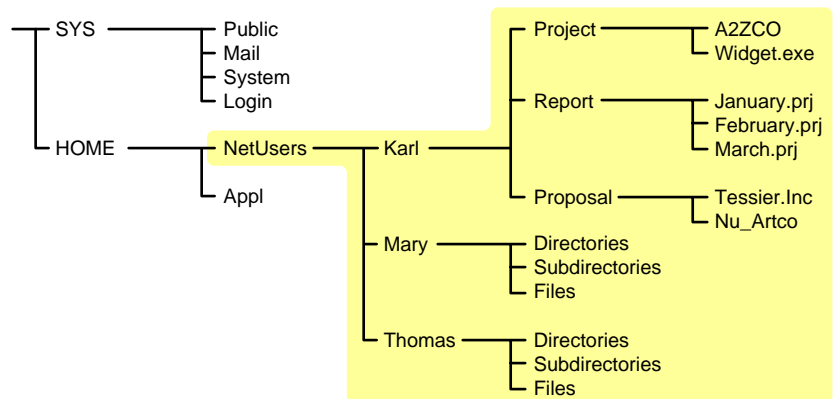 SYS Public Project A2ZCO
Mail Widget.exe
System
Login Report January.prj
February.prj
HOME NetUsers Karl March.prj
Appl Proposal Tessier.Inc
Nu_Artco
Mary Directories
Subdirectories
Files
Thomas Directories
Subdirectories
Files